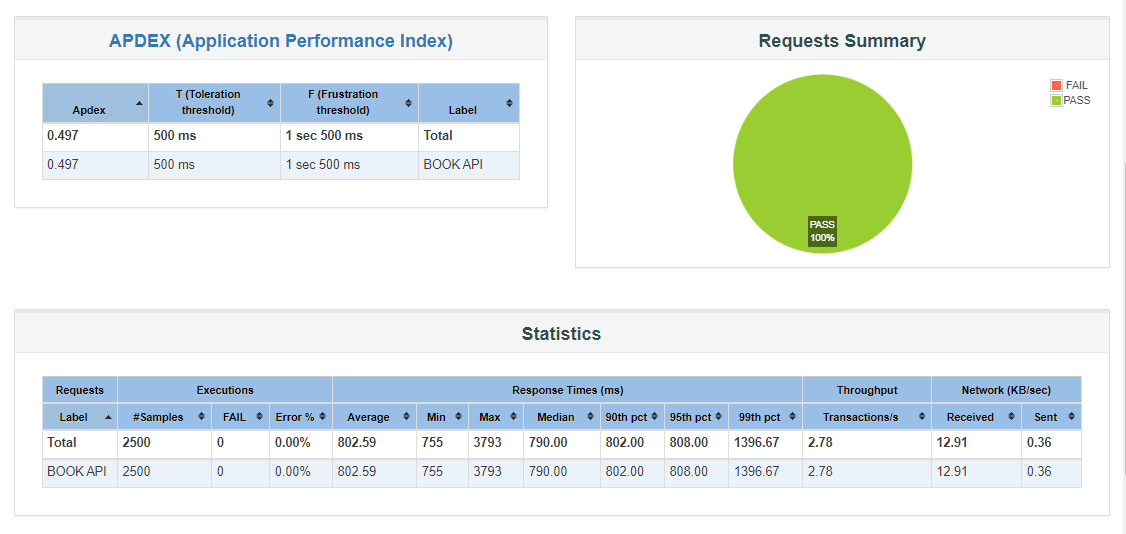 APDEX (Application Performance Index)
Apdex T (Toleration threshold) F (Frustration threshold) Label
0.497 500 ms 1 sec 500 ms Total
0.497 500 ms 1 sec 500 ms BOOK API
Requests Summary
FAIL
PASS
PASS
100%
Statistics
Requests Executions Response Times (ms) Throughput Network (KB/sec)
Label #Samples FAIL Error % Average Min Max Median 90th pct 95th pct 99th pct Transactions/s Received Sent
Total 2500 0 0.00% 802.59 755 3793 790.00 802.00 808.00 1396.67 2.78 12.91 0.36
BOOK API 2500 0 0.00% 802.59 755 3793 790.00 802.00 808.00 1396.67 2.78 12.91 0.36